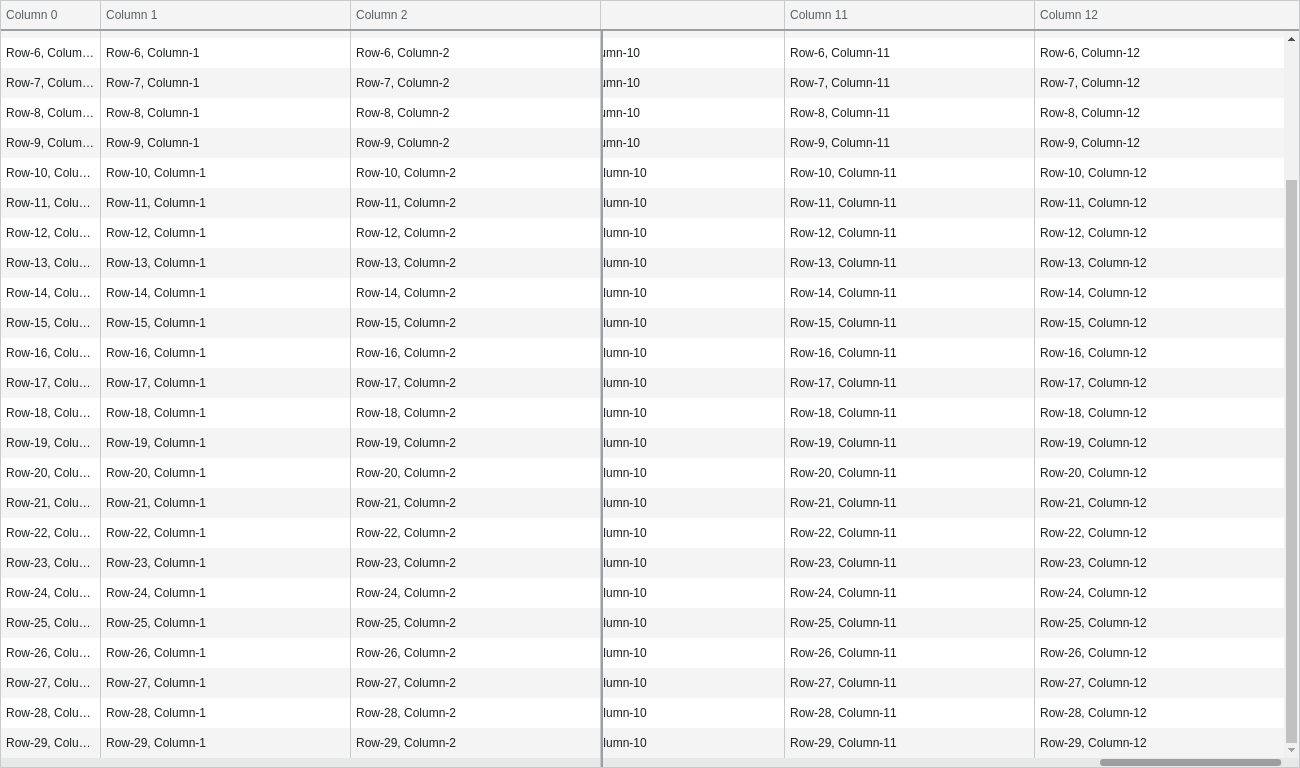 Column 0 Column 1 Column 2 Column 11 Column 12
Row-6, Colum… Row-6, Column-1 Row-6, Column-2 umn-10 Row-6, Column-11 Row-6, Column-12
Row-7, Colum… Row-7, Column-1 Row-7, Column-2 umn-10 Row-7, Column-11 Row-7, Column-12
Row-8, Colum… Row-8, Column-1 Row-8, Column-2 umn-10 Row-8, Column-11 Row-8, Column-12
Row-9, Colum… Row-9, Column-1 Row-9, Column-2 umn-10 Row-9, Column-11 Row-9, Column-12
Row-10, Colu… Row-10, Column-1 Row-10, Column-2 lumn-10 Row-10, Column-11 Row-10, Column-12
Row-11, Colu… Row-11, Column-1 Row-11, Column-2 lumn-10 Row-11, Column-11 Row-11, Column-12
Row-12, Colu… Row-12, Column-1 Row-12, Column-2 lumn-10 Row-12, Column-11 Row-12, Column-12
Row-13, Colu… Row-13, Column-1 Row-13, Column-2 lumn-10 Row-13, Column-11 Row-13, Column-12
Row-14, Colu… Row-14, Column-1 Row-14, Column-2 lumn-10 Row-14, Column-11 Row-14, Column-12
Row-15, Colu… Row-15, Column-1 Row-15, Column-2 lumn-10 Row-15, Column-11 Row-15, Column-12
Row-16, Colu… Row-16, Column-1 Row-16, Column-2 lumn-10 Row-16, Column-11 Row-16, Column-12
Row-17, Colu… Row-17, Column-1 Row-17, Column-2 lumn-10 Row-17, Column-11 Row-17, Column-12
Row-18, Colu… Row-18, Column-1 Row-18, Column-2 lumn-10 Row-18, Column-11 Row-18, Column-12
Row-19, Colu… Row-19, Column-1 Row-19, Column-2 lumn-10 Row-19, Column-11 Row-19, Column-12
Row-20, Colu… Row-20, Column-1 Row-20, Column-2 lumn-10 Row-20, Column-11 Row-20, Column-12
Row-21, Colu… Row-21, Column-1 Row-21, Column-2 lumn-10 Row-21, Column-11 Row-21, Column-12
Row-22, Colu… Row-22, Column-1 Row-22, Column-2 lumn-10 Row-22, Column-11 Row-22, Column-12
Row-23, Colu… Row-23, Column-1 Row-23, Column-2 lumn-10 Row-23, Column-11 Row-23, Column-12
Row-24, Colu… Row-24, Column-1 Row-24, Column-2 lumn-10 Row-24, Column-11 Row-24, Column-12
Row-25, Colu… Row-25, Column-1 Row-25, Column-2 lumn-10 Row-25, Column-11 Row-25, Column-12
Row-26, Colu… Row-26, Column-1 Row-26, Column-2 lumn-10 Row-26, Column-11 Row-26, Column-12
Row-27, Colu… Row-27, Column-1 Row-27, Column-2 lumn-10 Row-27, Column-11 Row-27, Column-12
Row-28, Colu… Row-28, Column-1 Row-28, Column-2 lumn-10 Row-28, Column-11 Row-28, Column-12
Row-29, Colu… Row-29, Column-1 Row-29, Column-2 lumn-10 Row-29, Column-11 Row-29, Column-12